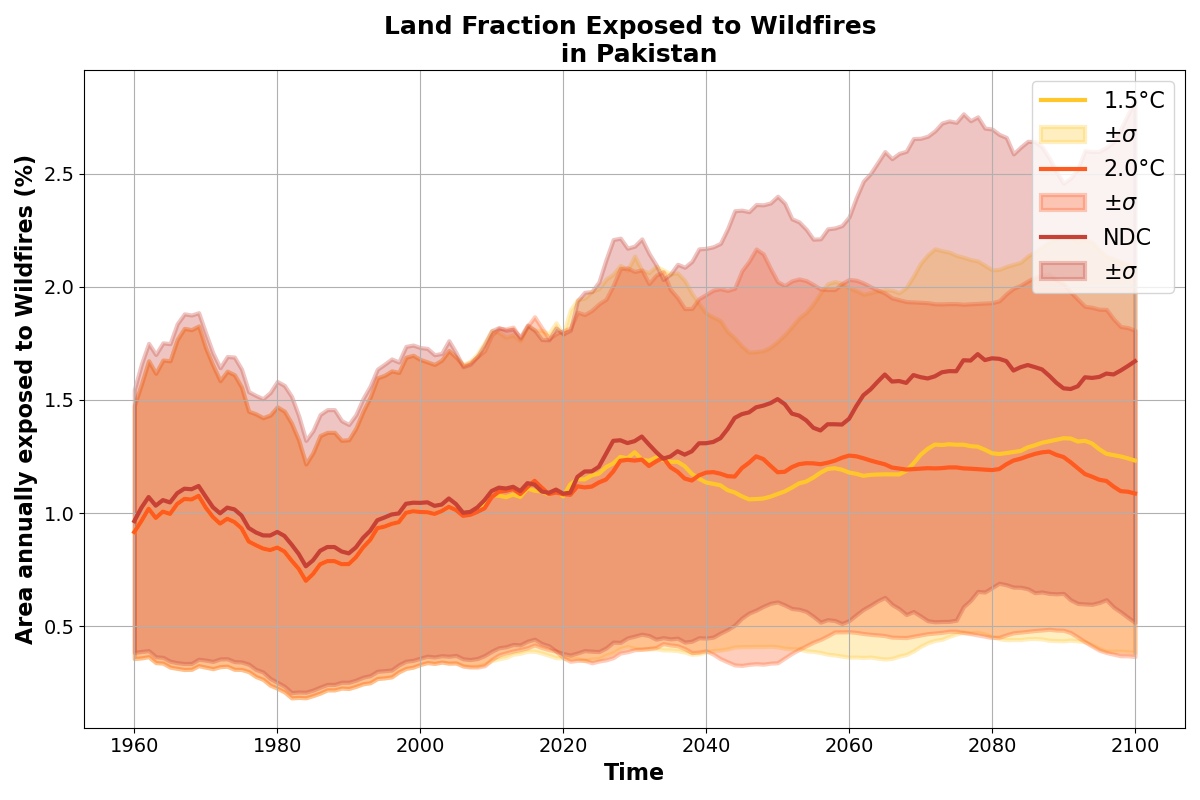 Land Fraction Exposed to Wildfires
in Pakistan
Area annually exposed to Wildfires (%)
2.5
2.0
1.5
1.0
0.5
1.5°C
±σ
2.0°C
±σ
NDC
±σ
1960 1980 2000 2020 2040 2060 2080 2100
Time